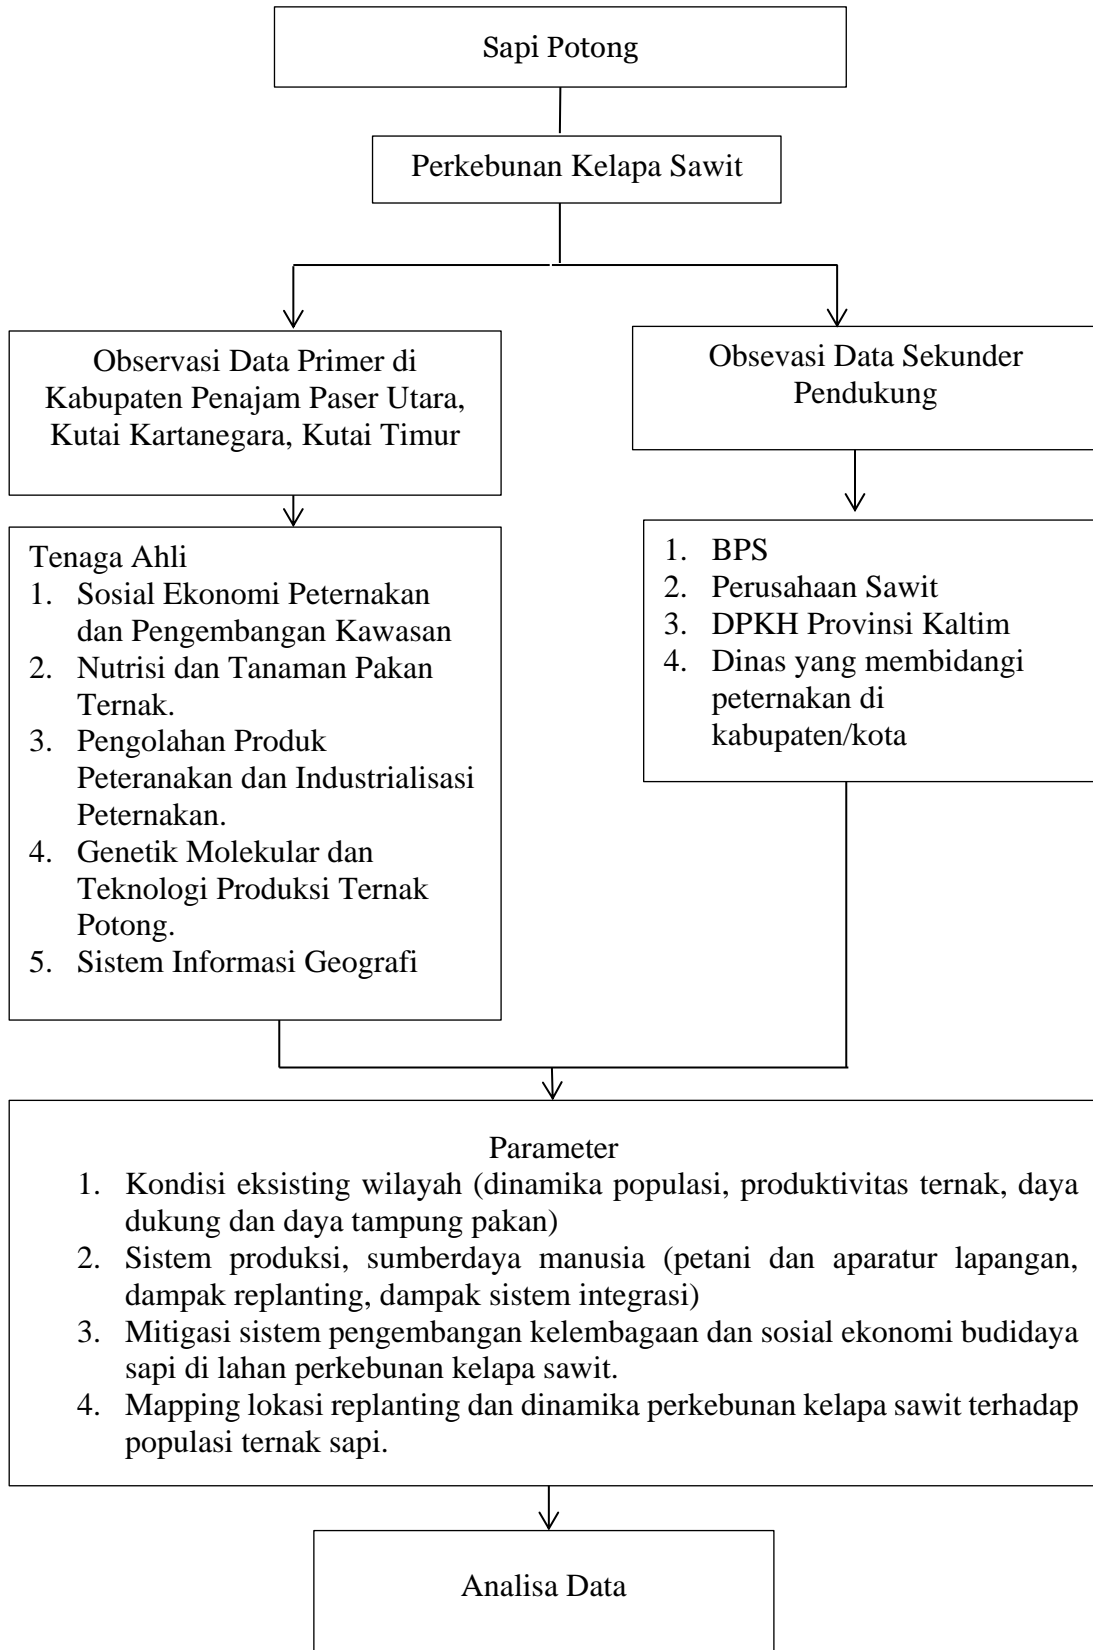 Sapi Potong
Perkebunan Kelapa Sawit
Observasi Data Primer di
Kabupaten Penajam Paser Utara,
Kutai Kartanegara, Kutai Timur
Obsevasi Data Sekunder
Pendukung
Tenaga Ahli
1. Sosial Ekonomi Peternakan
dan Pengembangan Kawasan
2. Nutrisi dan Tanaman Pakan
Ternak.
3. Pengolahan Produk
Peteranakan dan Industrialisasi
Peternakan.
4. Genetik Molekular dan
Teknologi Produksi Ternak
Potong.
5. Sistem Informasi Geografi
1. BPS
2. Perusahaan Sawit
3. DPKH Provinsi Kaltim
4. Dinas yang membidangi
peternakan di
kabupaten/kota
Parameter
1. Kondisi eksisting wilayah (dinamika populasi, produktivitas ternak, daya
dukung dan daya tampung pakan)
2. Sistem produksi, sumberdaya manusia (petani dan aparatur lapangan,
dampak replanting, dampak sistem integrasi)
3. Mitigasi sistem pengembangan kelembagaan dan sosial ekonomi budidaya
sapi di lahan perkebunan kelapa sawit.
4. Mapping lokasi replanting dan dinamika perkebunan kelapa sawit terhadap
populasi ternak sapi.
Analisa Data